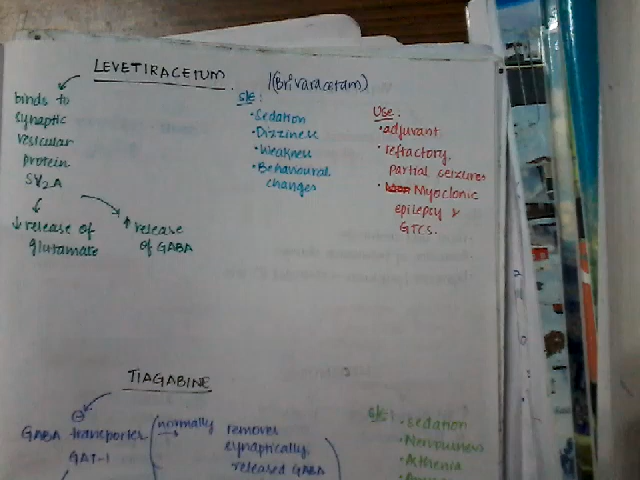 LEVETIRACETUM. /(Brivaracetam)
binds to
synaptic
vesicular
protein
SV2A
↓ release of
glutamate
↑ release
of GABA
S/E:
• Sedation
• Dizziness
• Weakness
• Behavioural
changes
Use:
• adjuvant
• refractory,
partial seizures
• Myoclonic
epilepsy &
GTCS.
TIAGABINE
⊖
GABA transporter
GAT-1
normally →
removes
synaptically
released GABA
S/E:
• sedation
• Nervousness
• Asthenia